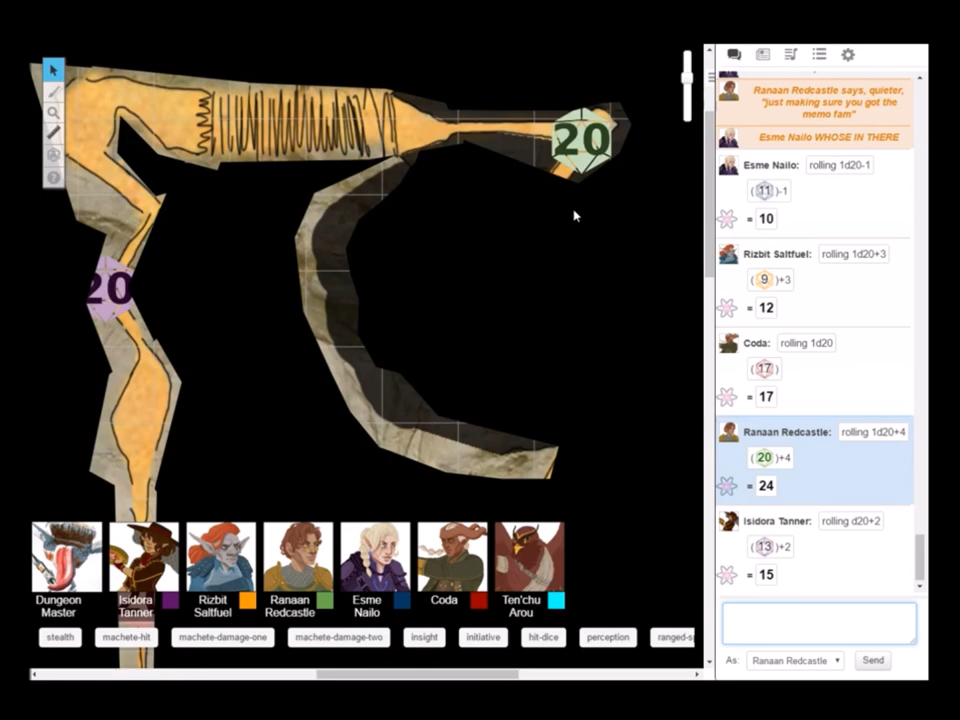 Ranaan Redcastle says, quieter,
"just making sure you got the
memo fam"
Esme Nailo WHOSE IN THERE
Esme Nailo: rolling 1d20-1
(11)-1
= 10
Rizbit Saltfuel: rolling 1d20+3
(9)+3
= 12
Coda: rolling 1d20
(17)
= 17
Ranaan Redcastle: rolling 1d20+4
(20)+4
= 24
Isidora Tanner: rolling d20+2
(13)+2
= 15
20
20
Dungeon
Master
Isidora
Tanner
Rizbit
Saltfuel
Ranaan
Redcastle
Esme
Nailo
Coda
Ten'chu
Arou
stealth
machete-hit
machete-damage-one
machete-damage-two
insight
initiative
hit-dice
perception
ranged-sp
As: Ranaan Redcastle
Send